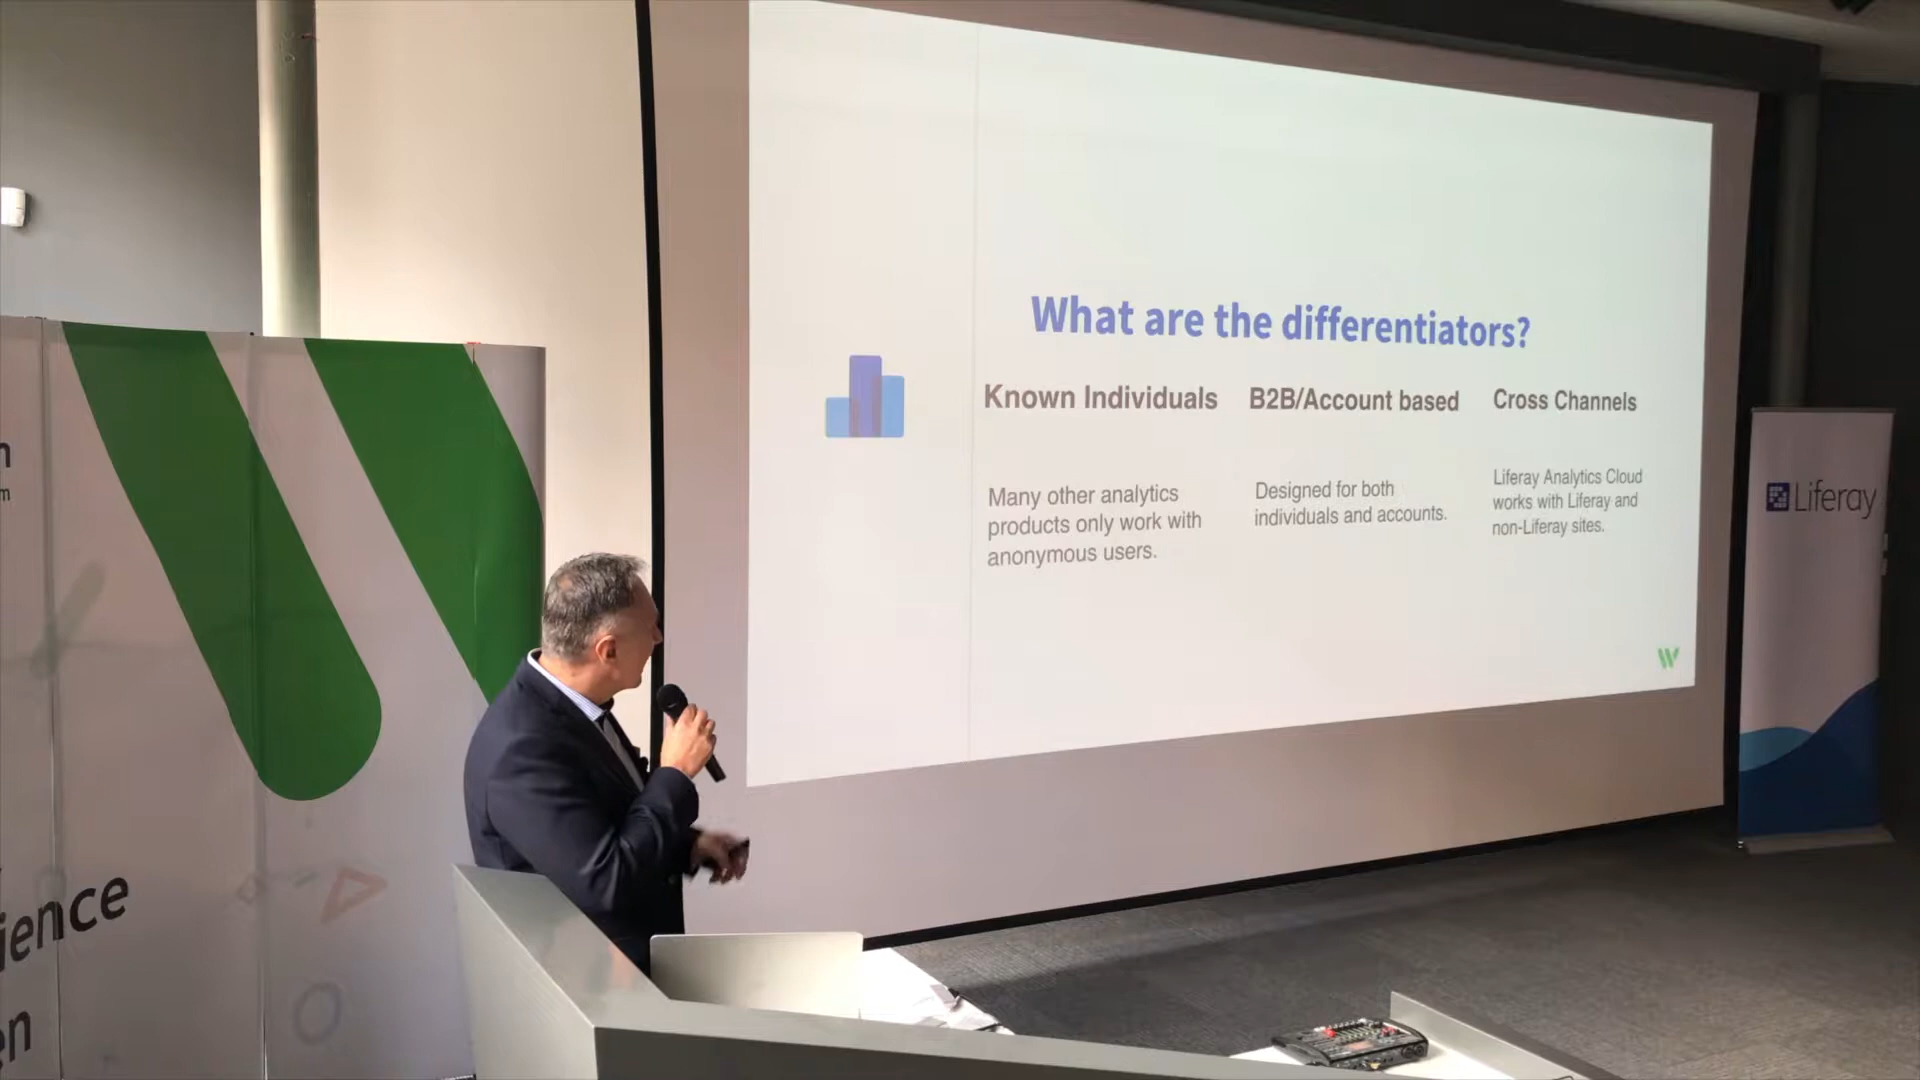 What are the differentiators?
Known Individuals
Many other analytics
products only work with
anonymous users.
B2B/Account based
Designed for both
individuals and accounts.
Cross Channels
Liferay Analytics Cloud
works with Liferay and
non-Liferay sites.
Liferay
ience